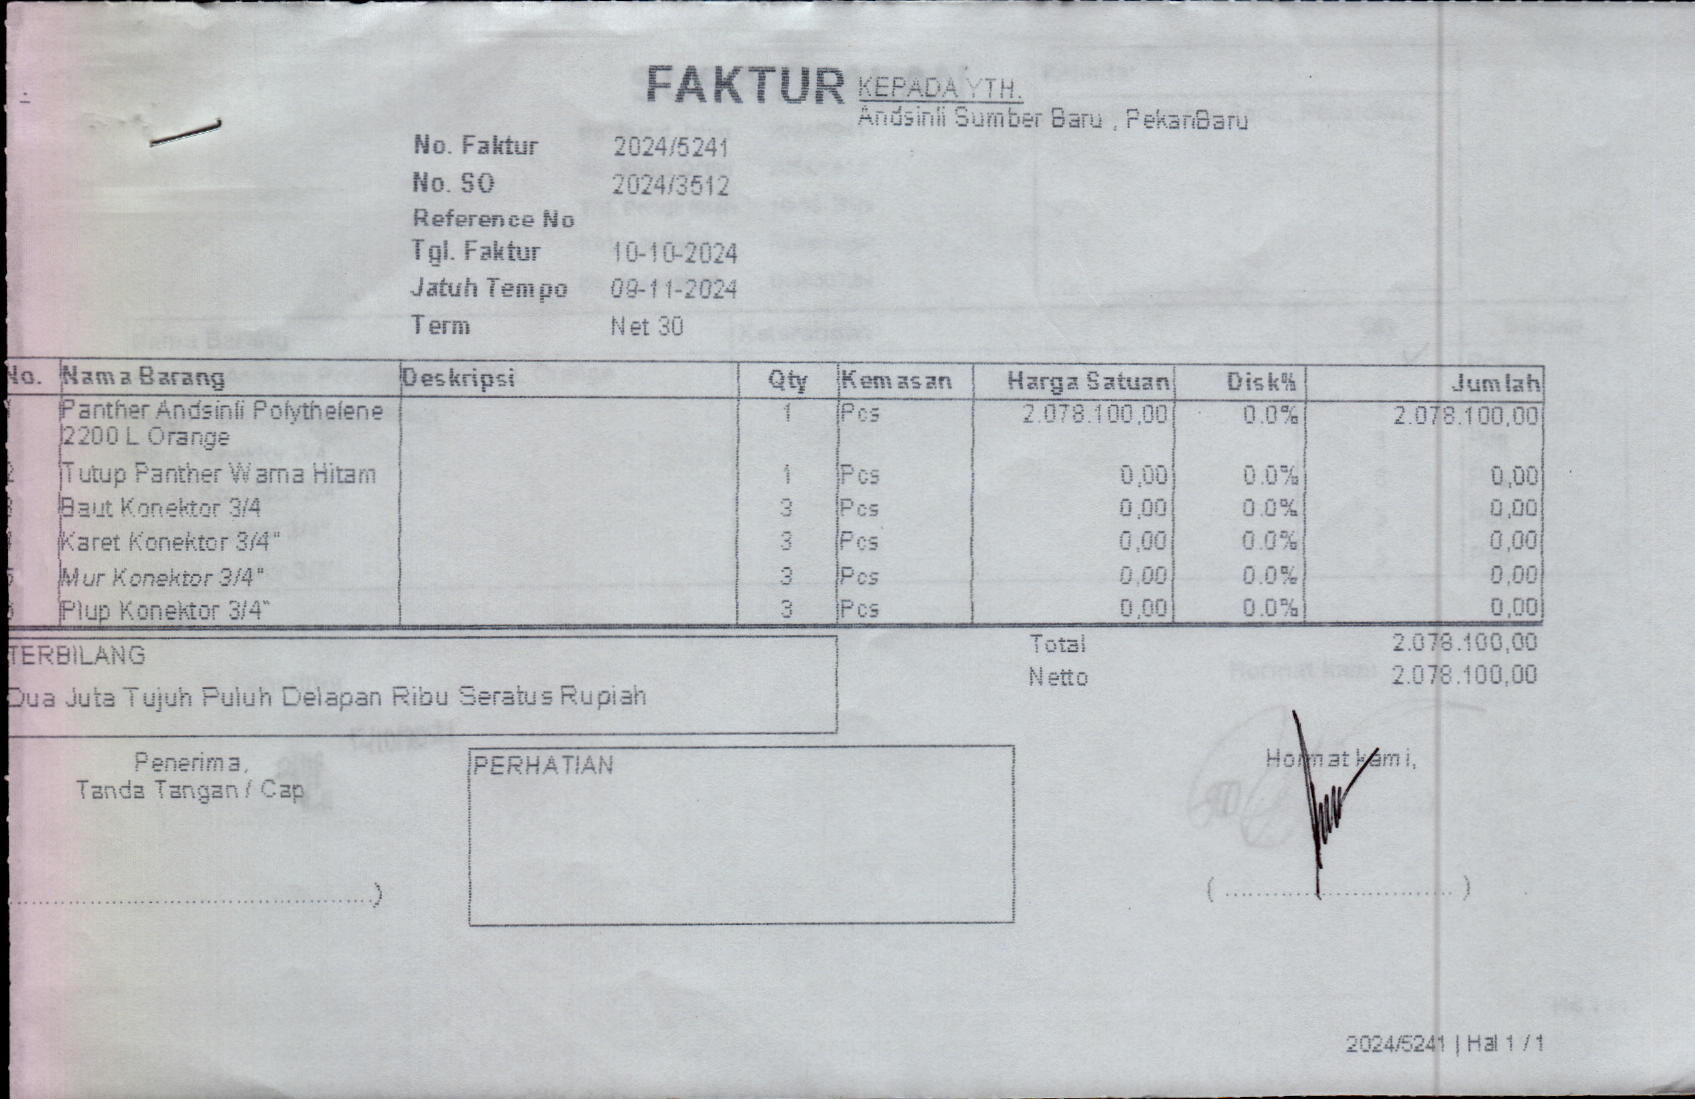 FAKTUR
KEPADA YTH.
Andsinli Sumber Baru , PekanBaru
No. Faktur 2024/5241
No. SO 2024/3512
Reference No
Tgl. Faktur 10-10-2024
Jatuh Tempo 09-11-2024
Term Net 30
No. Nama Barang Deskripsi Qty Kemasan Harga Satuan Disk% Jumlah
1 Panther Andsinli Polythelene 1 Pcs 2.078.100,00 0.0% 2.078.100,00
2200 L Orange
2 Tutup Panther Warna Hitam 1 Pcs 0,00 0.0% 0,00
3 Baut Konektor 3/4 3 Pcs 0,00 0.0% 0,00
4 Karet Konektor 3/4" 3 Pcs 0,00 0.0% 0,00
5 Mur Konektor 3/4" 3 Pcs 0,00 0.0% 0,00
6 Plup Konektor 3/4" 3 Pcs 0,00 0.0% 0,00
Total 2.078.100,00
Netto 2.078.100,00
TERBILANG
Dua Juta Tujuh Puluh Delapan Ribu Seratus Rupiah
Penerima,
Tanda Tangan / Cap
PERHATIAN
Hormat kami,
..............................)
( .............................. )
2024/5241 | Hal 1 / 1